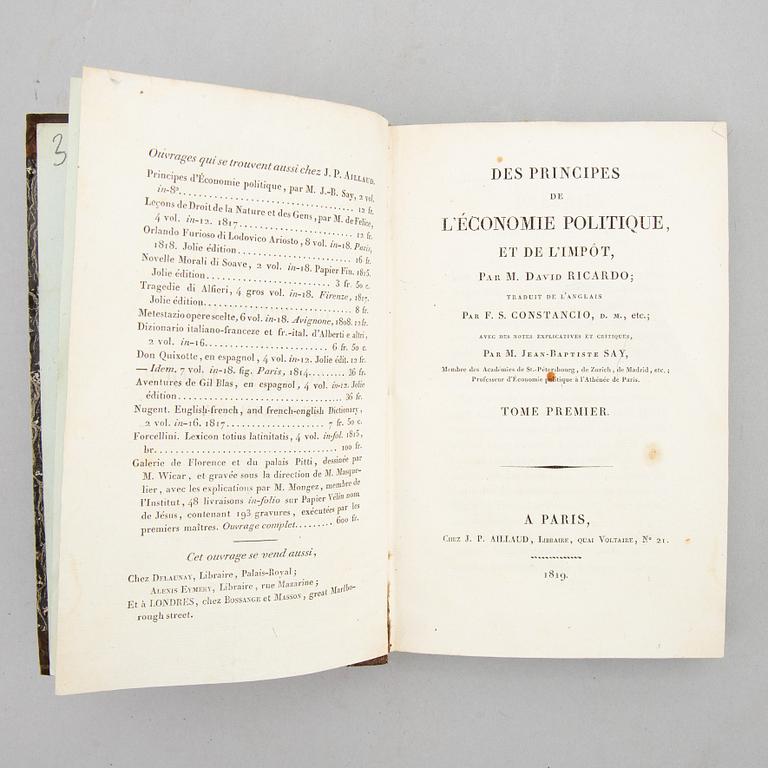 3
Ouvrages qui se trouvent aussi chez J. P. AILLAUD.
Principes d'Économie politique, par M. J.-B. Say, 2 vol.
in-8°. 12 fr.
Leçons de Droit de la Nature et des Gens, par M. de Felice,
4 vol. in-12. 1817. 12 fr.
Orlando Furioso di Lodovico Ariosto, 8 vol. in-18. Paris,
1818. Jolie édition. 16 fr.
Novelle Morali di Soave, 2 vol. in-18. Papier Fin. 1815.
Jolie édition. 3 fr. 50 c.
Tragedie di Alfieri, 4 gros vol. in-18. Firenze, 1817.
Jolie édition. 8 fr.
Metestazio opere scelte, 6 vol. in-18. Avignone, 1808. 12 fr.
Dizionario italiano-franceze et fr.-ital. d'Alberti e altri,
2 vol. in-16. 6 fr. 50 c.
Don Quixotte, en espagnol, 4 vol. in-12. Jolie édit. 12 fr.
— Idem. 7 vol. in-18. fig. Paris, 1814. 36 fr.
Aventures de Gil Blas, en espagnol, 4 vol. in-12. Jolie
édition. 36 fr.
Nugent. English-french, and french-english Dictionary,
2 vol. in-16. 1817. 7 fr. 50 c.
Forcellini. Lexicon totius latinitatis, 4 vol. in-fol. 1815,
br. 100 fr.
Galerie de Florence et du palais Pitti, dessinée par
M. Wicar, et gravée sous la direction de M. Masque-
lier, avec les explications par M. Mongez, membre de
l'Institut, 48 livraisons in-folio sur Papier Vélin nom
de Jésus, contenant 193 gravures, exécutées par les
premiers maîtres. Ouvrage complet. 600 fr.
Cet ouvrage se vend aussi,
Chez DELAUNAY, Libraire, Palais-Royal;
ALEXIS EYMERY, Libraire, rue Mazarine;
Et à LONDRES, chez BOSSANGE et MASSON, great Marlbo-
rough street.
DES PRINCIPES
DE
L'ÉCONOMIE POLITIQUE,
ET DE L'IMPÔT,
PAR M. DAVID RICARDO;
TRADUIT DE L'ANGLAIS
PAR F. S. CONSTANCIO, D. M., etc.;
AVEC DES NOTES EXPLICATIVES ET CRITIQUES,
PAR M. JEAN-BAPTISTE SAY,
Membre des Académies de St.-Pétersbourg, de Zurich, de Madrid, etc.;
Professeur d'Économie politique à l'Athénée de Paris.
TOME PREMIER.
A PARIS,
CHEZ J. P. AILLAUD, LIBRAIRE, QUAI VOLTAIRE, N° 21.
1819.